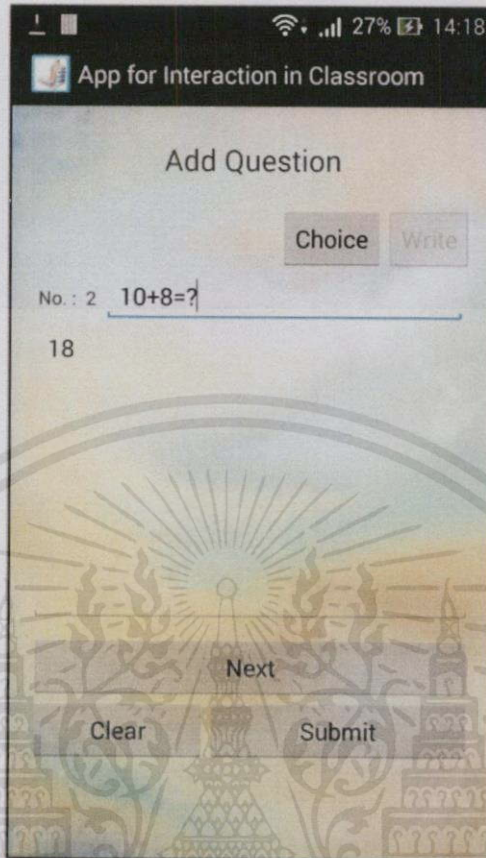 27% 14:18
App for Interaction in Classroom
Add Question
Choice Write
No. : 2 10+8=?
18
Next
Clear Submit